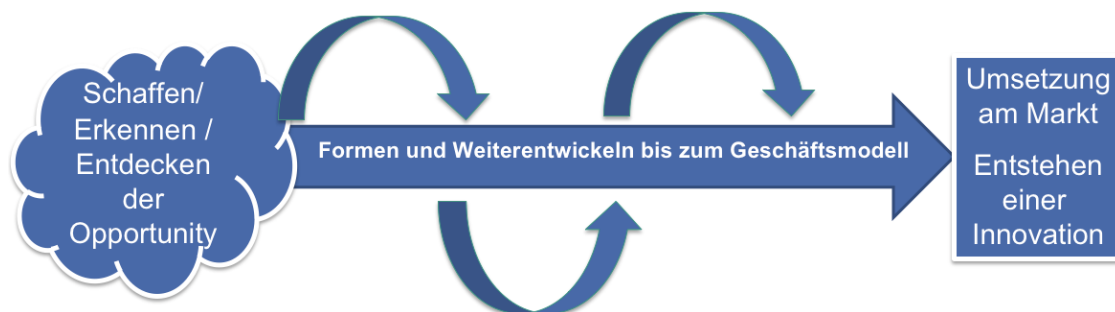 Schaffen/
Erkennen /
Entdecken
der
Opportunity
Formen und Weiterentwickeln bis zum Geschäftsmodell
Umsetzung
am Markt
Entstehen
einer
Innovation